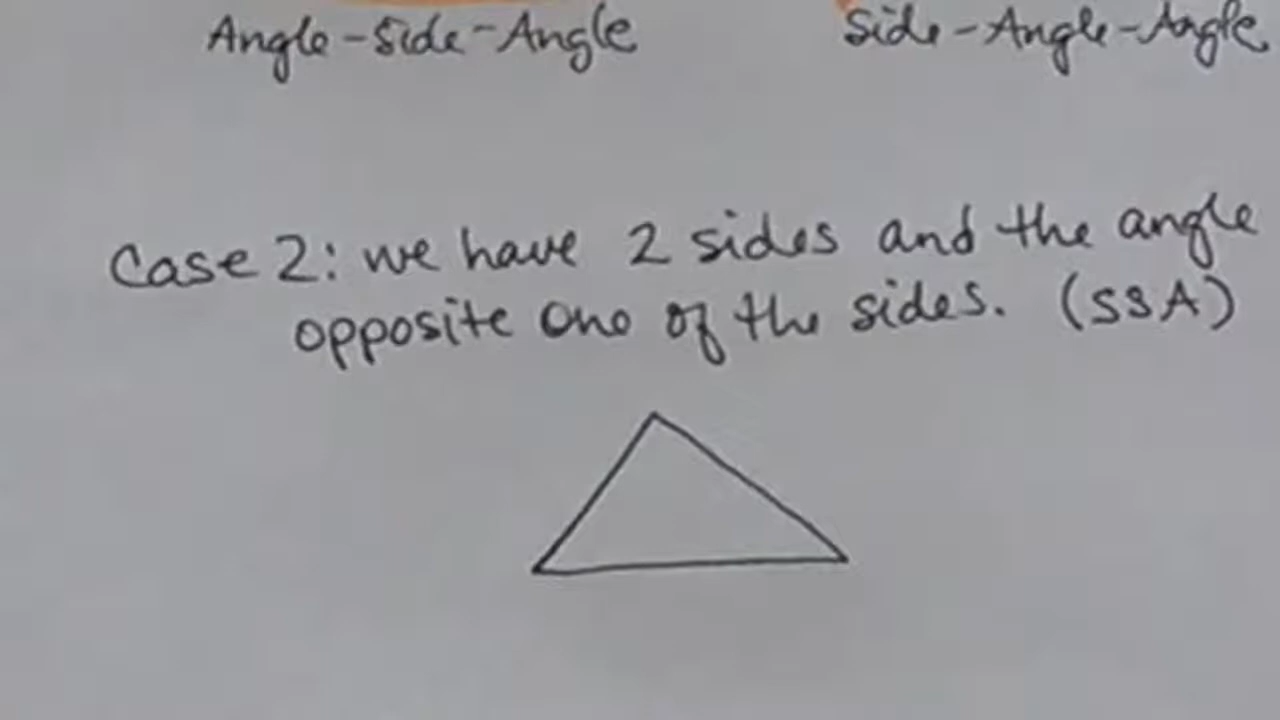 Angle-Side-Angle
Side-Angle-Angle
Case 2: we have 2 sides and the angle
opposite one of the sides. (SSA)